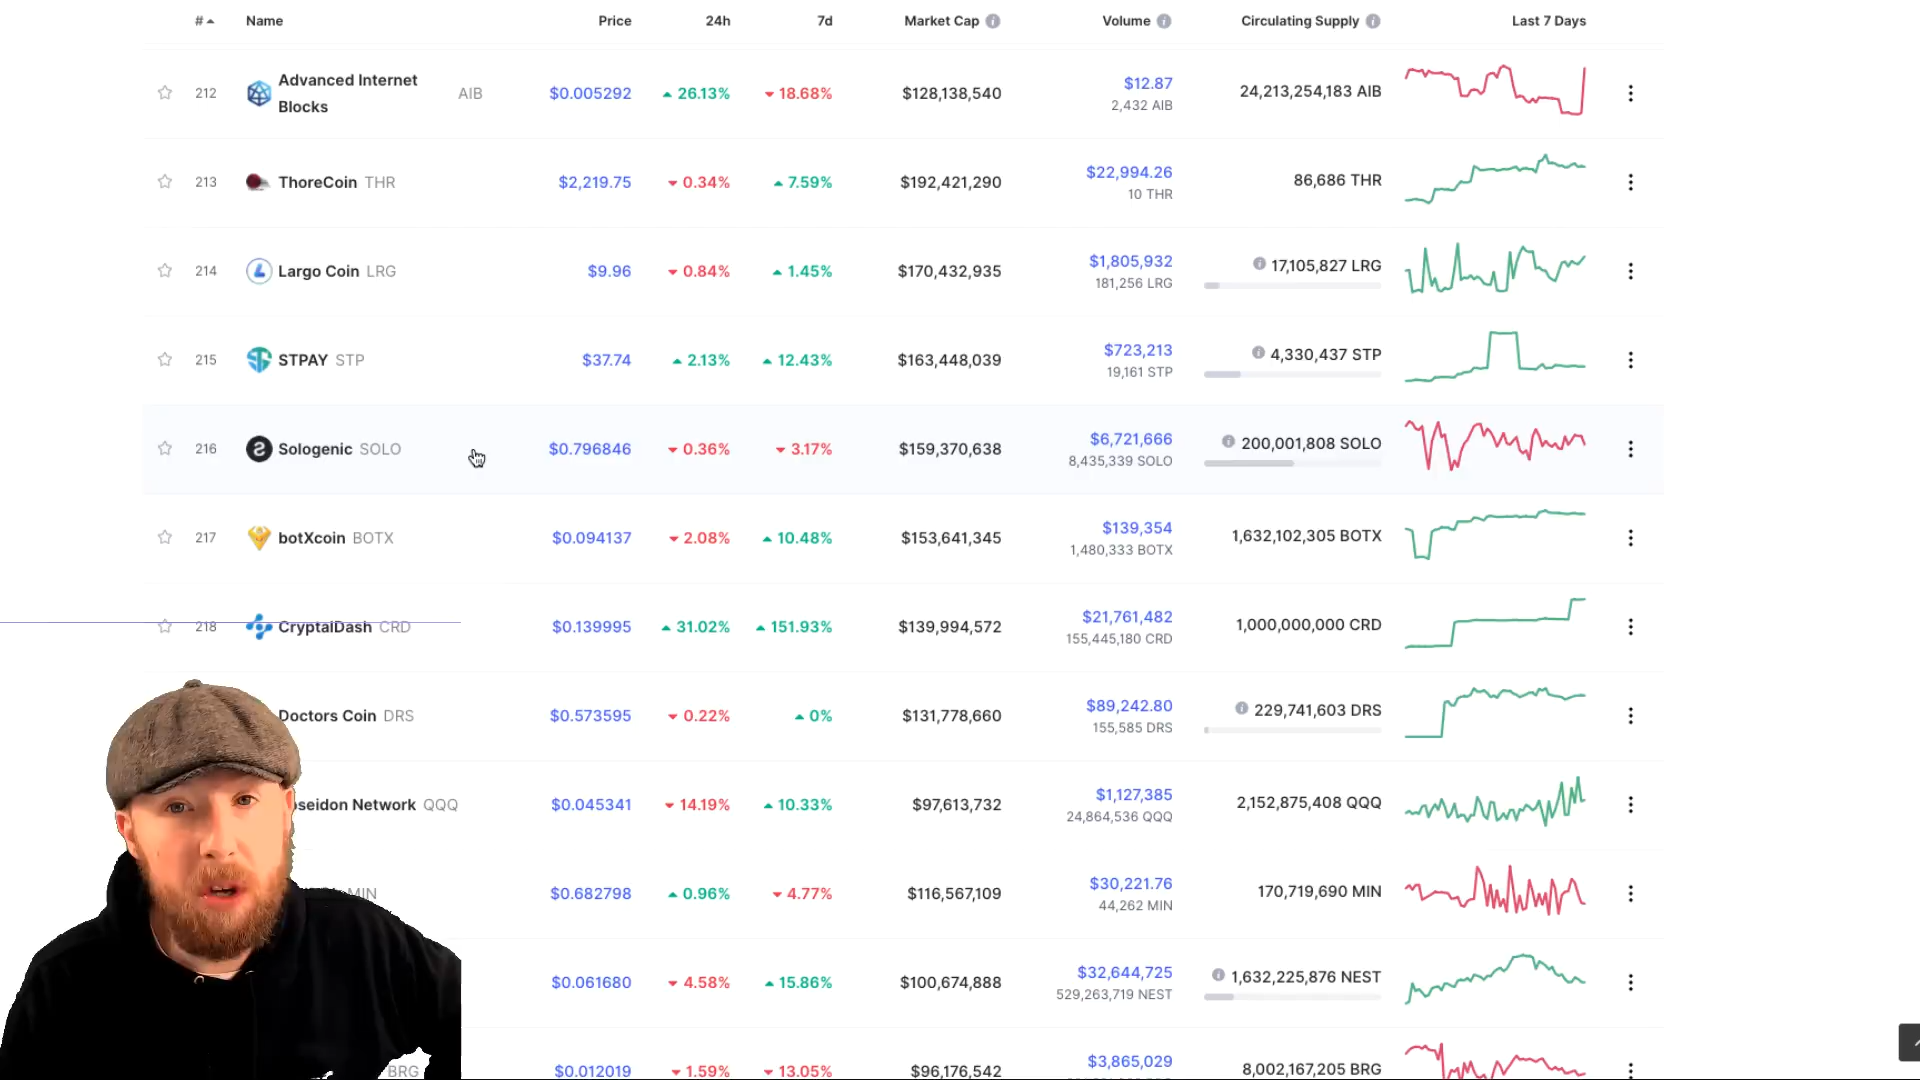 # Name Price 24h 7d Market Cap Volume Circulating Supply Last 7 Days
212 Advanced Internet Blocks AIB $0.005292 26.13% 18.68% $128,138,540 $12.87 24,213,254,183 AIB
2,432 AIB
213 ThoreCoin THR $2,219.75 0.34% 7.59% $192,421,290 $22,994.26 86,686 THR
10 THR
214 Largo Coin LRG $9.96 0.84% 1.45% $170,432,935 $1,805,932 17,105,827 LRG
181,256 LRG
215 STPAY STP $37.74 2.13% 12.43% $163,448,039 $723,213 4,330,437 STP
19,161 STP
216 Sologenic SOLO $0.796846 0.36% 3.17% $159,370,638 $6,721,666 200,001,808 SOLO
8,435,339 SOLO
217 botXcoin BOTX $0.094137 2.08% 10.48% $153,641,345 $139,354 1,632,102,305 BOTX
1,480,333 BOTX
218 CryptalDash CRD $0.139995 31.02% 151.93% $139,994,572 $21,761,482 1,000,000,000 CRD
155,445,180 CRD
Doctors Coin DRS $0.573595 0.22% 0% $131,778,660 $89,242.80 229,741,603 DRS
155,585 DRS
oseidon Network QQQ $0.045341 14.19% 10.33% $97,613,732 $1,127,385 2,152,875,408 QQQ
24,864,536 QQQ
MIN $0.682798 0.96% 4.77% $116,567,109 $30,221.76 170,719,690 MIN
44,262 MIN
$0.061680 4.58% 15.86% $100,674,888 $32,644,725 1,632,225,876 NEST
529,263,719 NEST
BRG $0.012019 1.59% 13.05% $96,176,542 $3,865,029 8,002,167,205 BRG